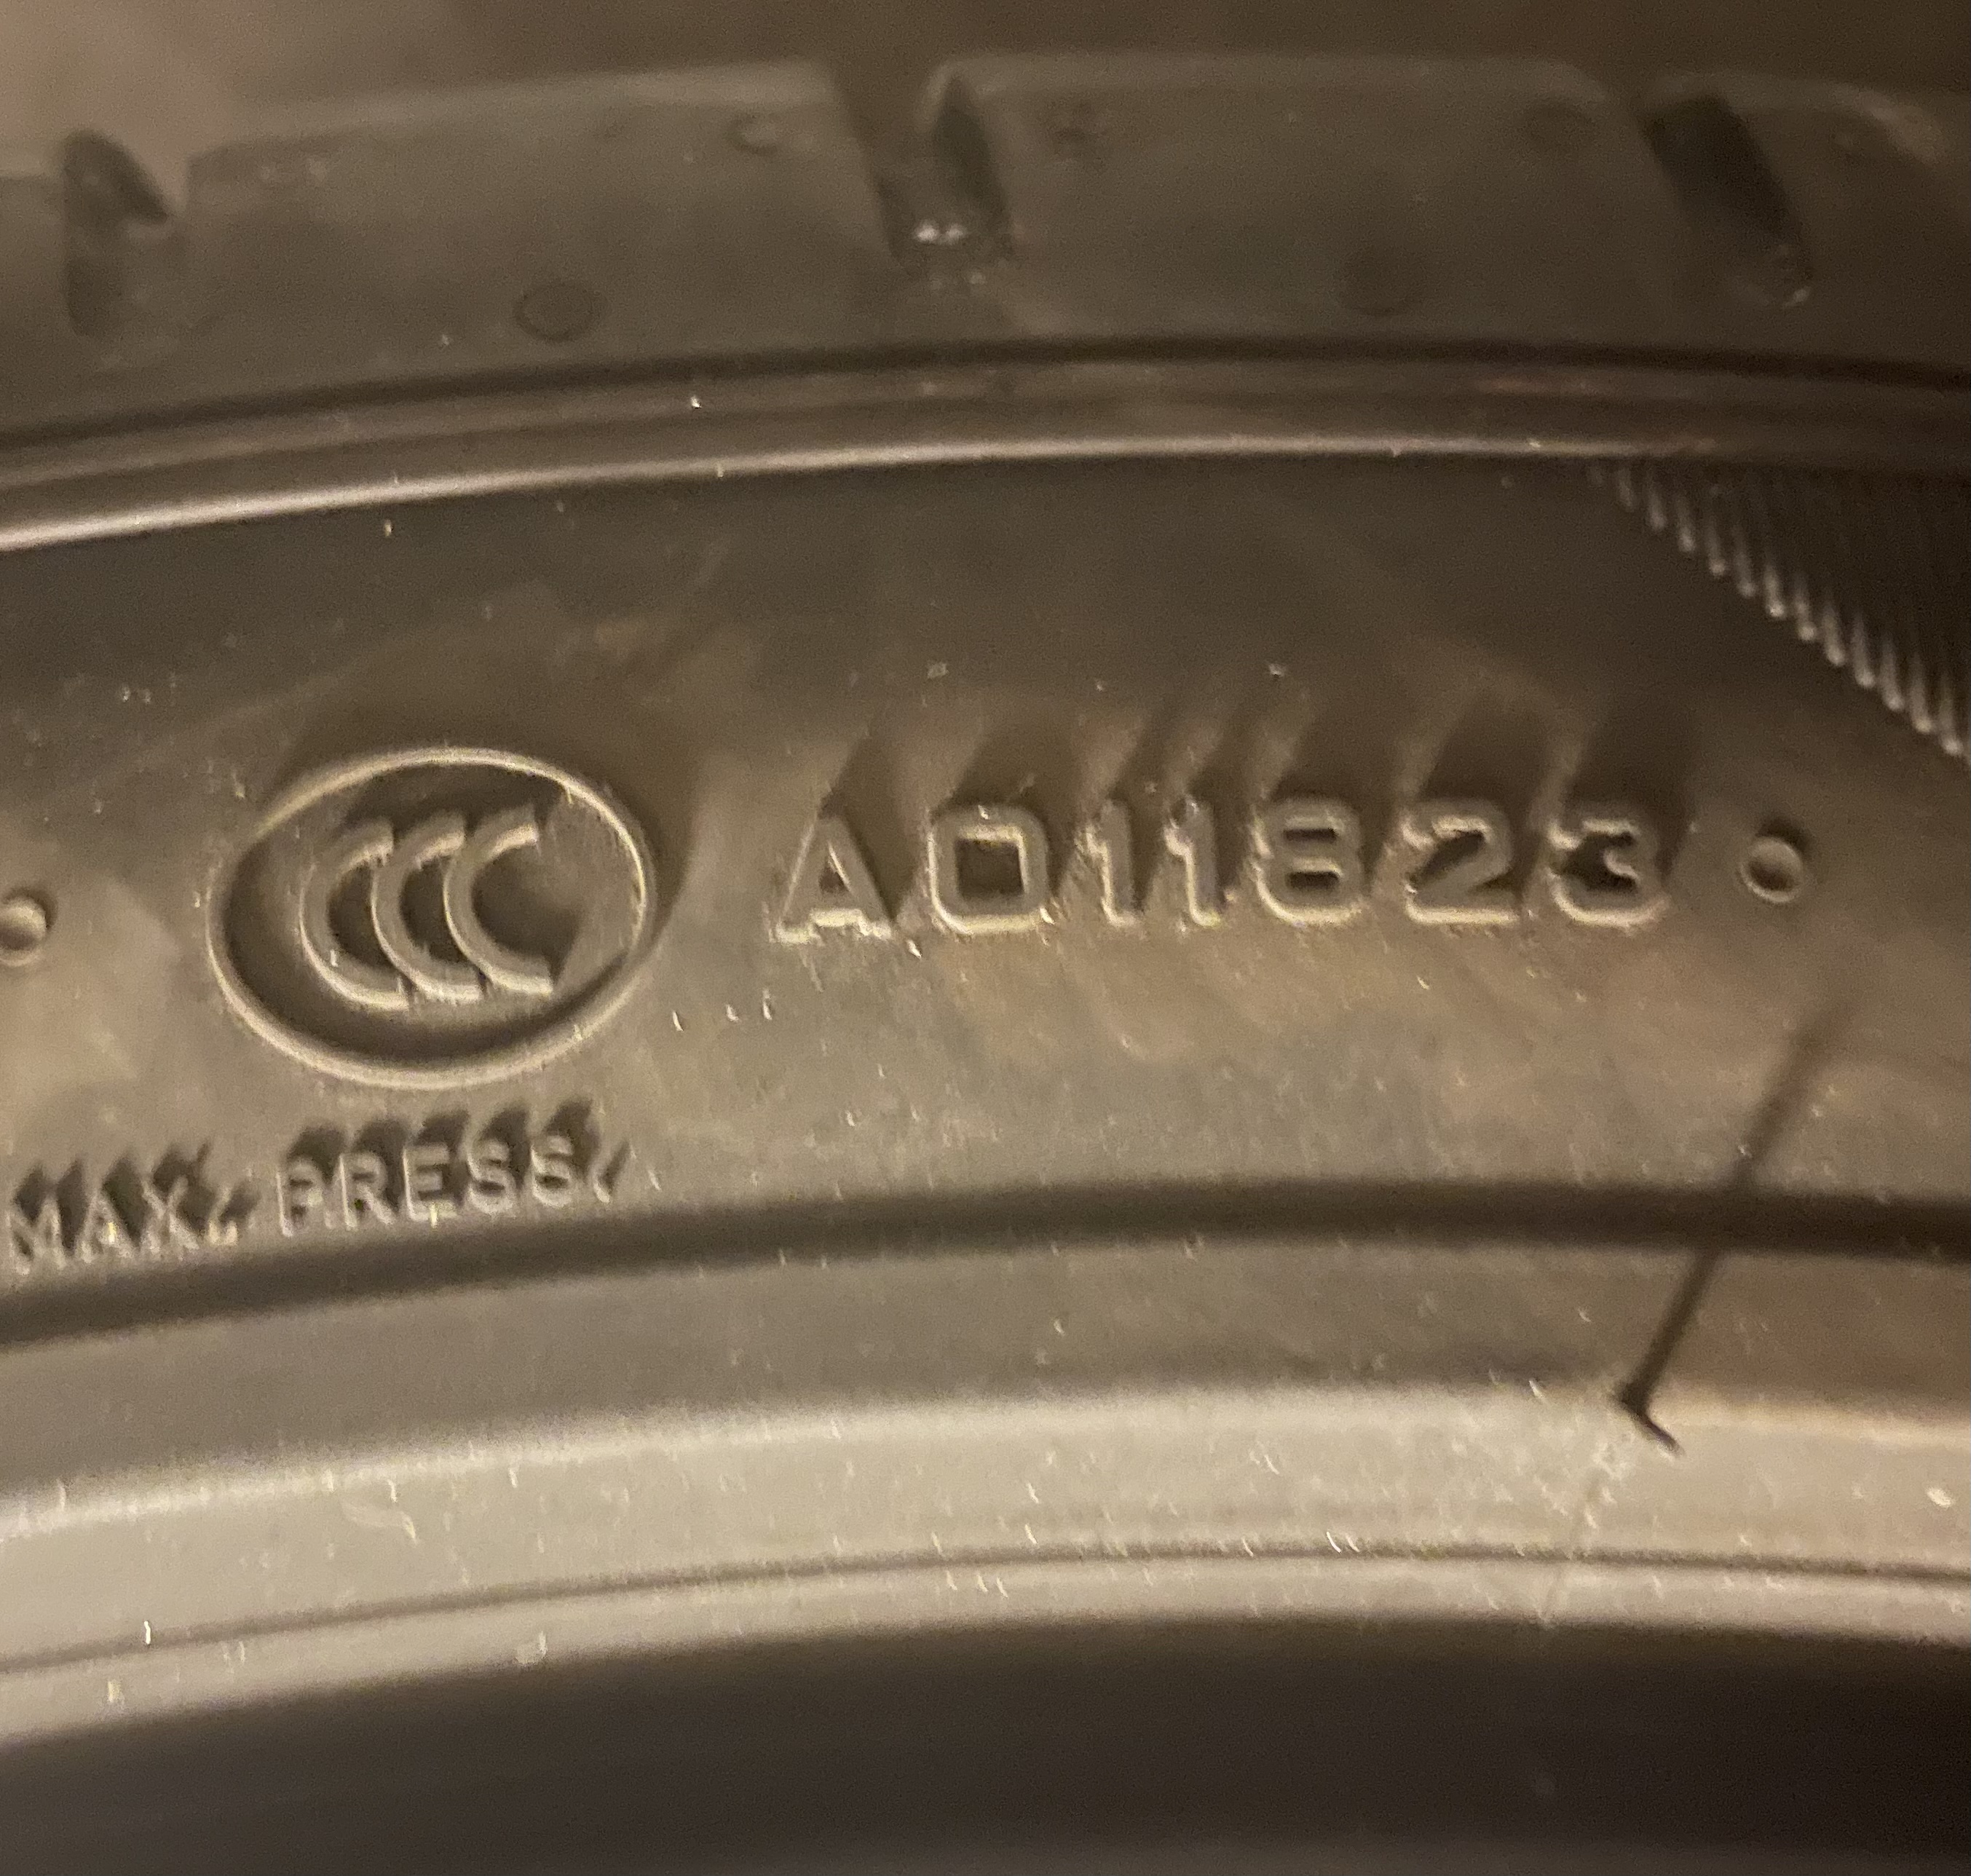 CCC A011823
MAX. PRESS.